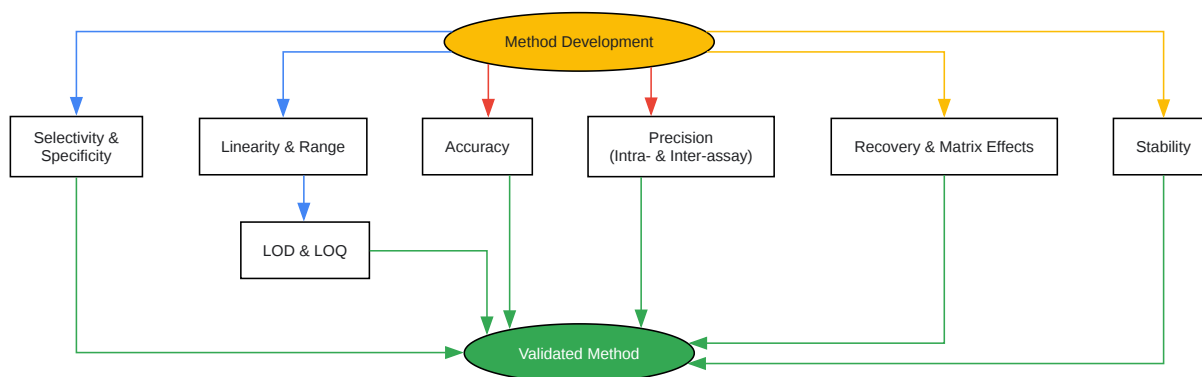 Method Development
Selectivity &
Specificity
Linearity & Range
Accuracy
Precision
(Intra- & Inter-assay)
Recovery & Matrix Effects
Stability
LOD & LOQ
Validated Method